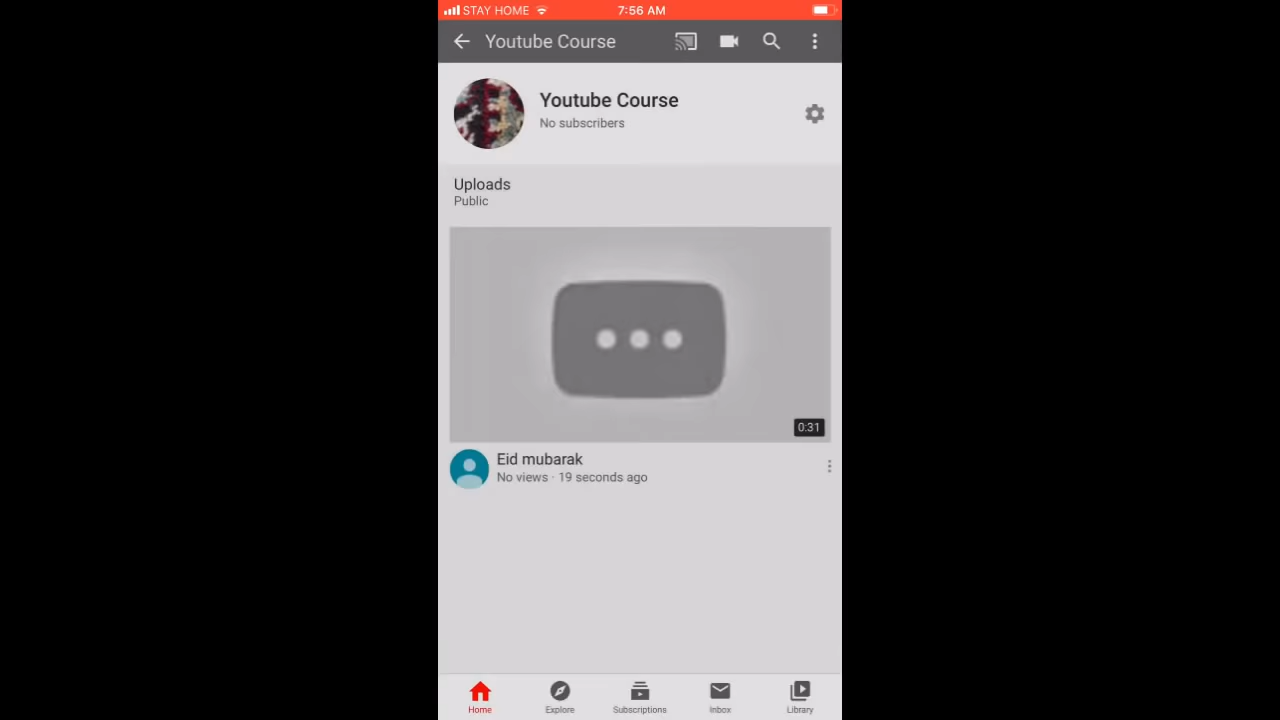 STAY HOME
7:56 AM
Youtube Course
Youtube Course
No subscribers
Uploads
Public
0:31
Eid mubarak
No views · 19 seconds ago
Home
Explore
Subscriptions
Inbox
Library